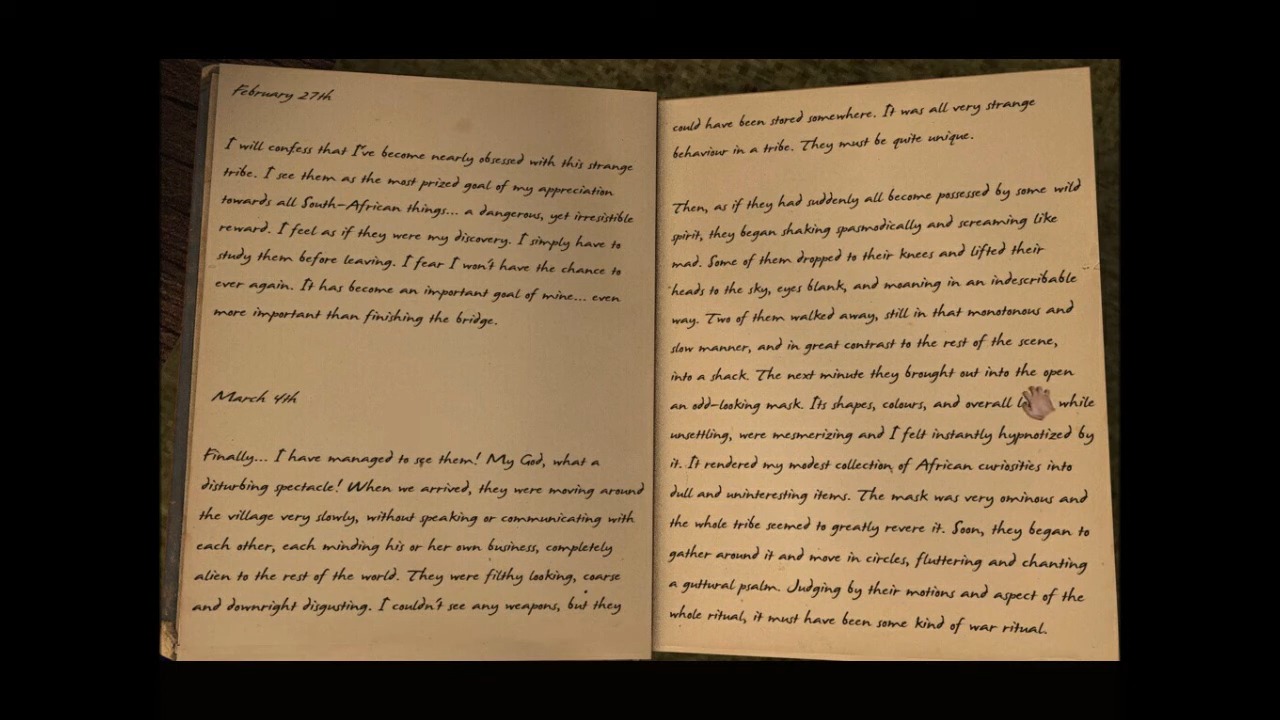 February 27th
I will confess that I've become nearly obsessed with this strange
tribe. I see them as the most prized goal of my appreciation
towards all South-African things... a dangerous, yet irresistible
reward. I feel as if they were my discovery. I simply have to
study them before leaving. I fear I won't have the chance to
ever again. It has become an important goal of mine... even
more important than finishing the bridge.
March 4th
Finally... I have managed to see them! My God, what a
disturbing spectacle! When we arrived, they were moving around
the village very slowly, without speaking or communicating with
each other, each minding his or her own business, completely
alien to the rest of the world. They were filthy looking, coarse
and downright disgusting. I couldn't see any weapons, but they
could have been stored somewhere. It was all very strange
behaviour in a tribe. They must be quite unique.
Then, as if they had suddenly all become possessed by some wild
spirit, they began shaking spasmodically and screaming like
mad. Some of them dropped to their knees and lifted their
heads to the sky, eyes blank, and moaning in an indescribable
way. Two of them walked away, still in that monotonous and
slow manner, and in great contrast to the rest of the scene,
into a shack. The next minute they brought out into the open
an odd-looking mask. Its shapes, colours, and overall while
unsettling, were mesmerizing and I felt instantly hypnotized by
it. It rendered my modest collection of African curiosities into
dull and uninteresting items. The mask was very ominous and
the whole tribe seemed to greatly revere it. Soon, they began to
gather around it and move in circles, fluttering and chanting
a guttural psalm. Judging by their motions and aspect of the
whole ritual, it must have been some kind of war ritual.